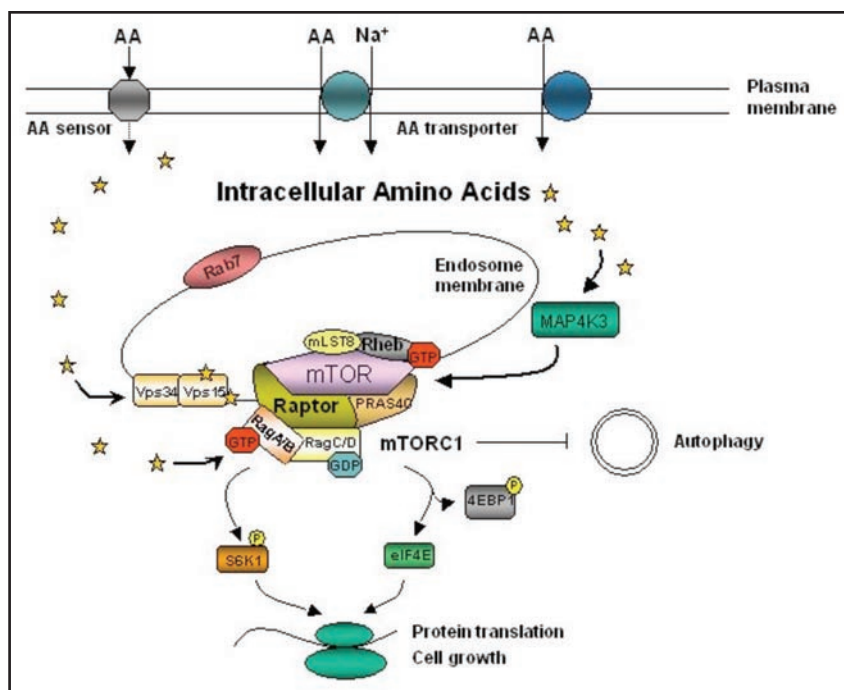 AA
AA
Na+
AA
Plasma
membrane
AA sensor
AA transporter
Intracellular Amino Acids
Rab7
Endosome
membrane
MAP4K3
mLST8
Rheb
GTP
mTOR
Vps34
Vps15
Raptor
PRAS40
GTP
RagA/B
RagC/D
GDP
mTORC1
Autophagy
P
4EBP1
P
S6K1
eIF4E
Protein translation
Cell growth